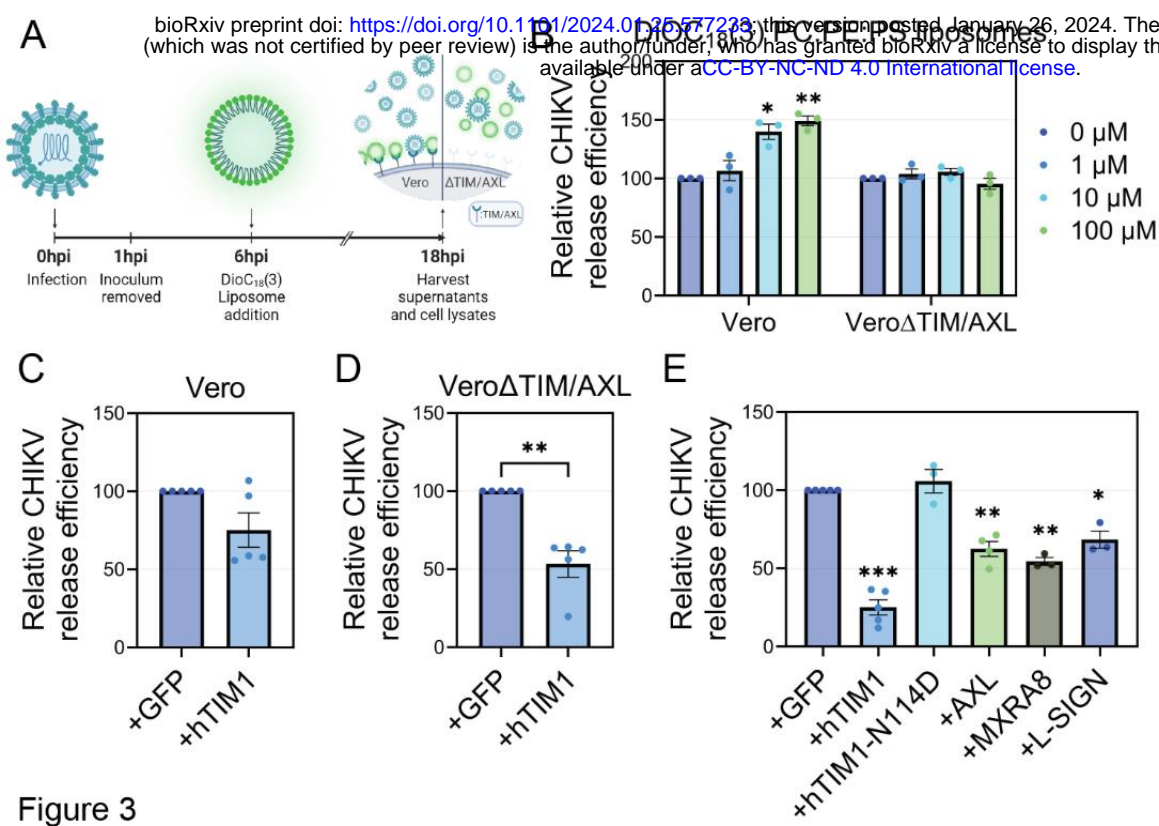 bioRxiv preprint doi: https://doi.org/10.1101/2024.01.25.577233; this version posted January 26, 2024. The
(which was not certified by peer review) is the author/funder, who has granted bioRxiv a license to display th
available under aCC-BY-NC-ND 4.0 International license.
A
Vero ΔTIM/AXL
:TIM/AXL
0hpi 1hpi 6hpi 18hpi
Infection Inoculum removed DioC18(3) Liposome addition Harvest supernatants and cell lysates
B
DiOC18(3) PC:PE:PS liposomes
Relative CHIKV
release efficiency
200
150
100
50
0
* **
Vero VeroΔTIM/AXL
0 µM
1 µM
10 µM
100 µM
C
Vero
Relative CHIKV
release efficiency
150
100
50
0
+GFP
+hTIM1
D
VeroΔTIM/AXL
Relative CHIKV
release efficiency
150
100
50
0
**
+GFP
+hTIM1
E
Relative CHIKV
release efficiency
150
100
50
0
*** ** ** *
+GFP
+hTIM1
+hTIM1-N114D
+AXL
+MXRA8
+L-SIGN
Figure 3